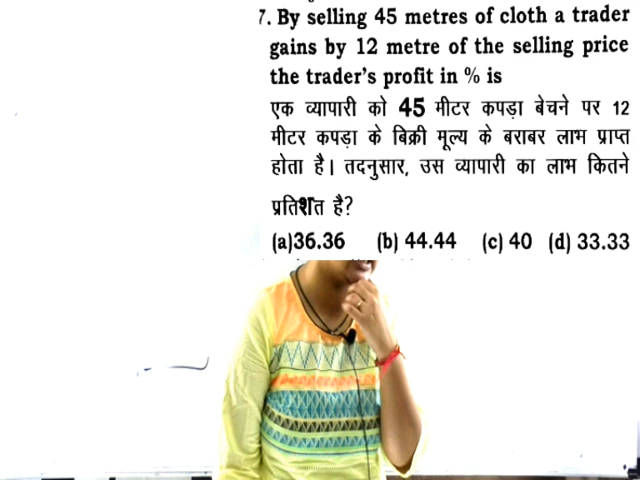 7. By selling 45 metres of cloth a trader
gains by 12 metre of the selling price
the trader's profit in % is
एक व्यापारी को 45 मीटर कपड़ा बेचने पर 12
मीटर कपड़ा के बिक्री मूल्य के बराबर लाभ प्राप्त
होता है। तदनुसार, उस व्यापारी का लाभ कितने
प्रतिशत है?
(a)36.36 (b) 44.44 (c) 40 (d) 33.33